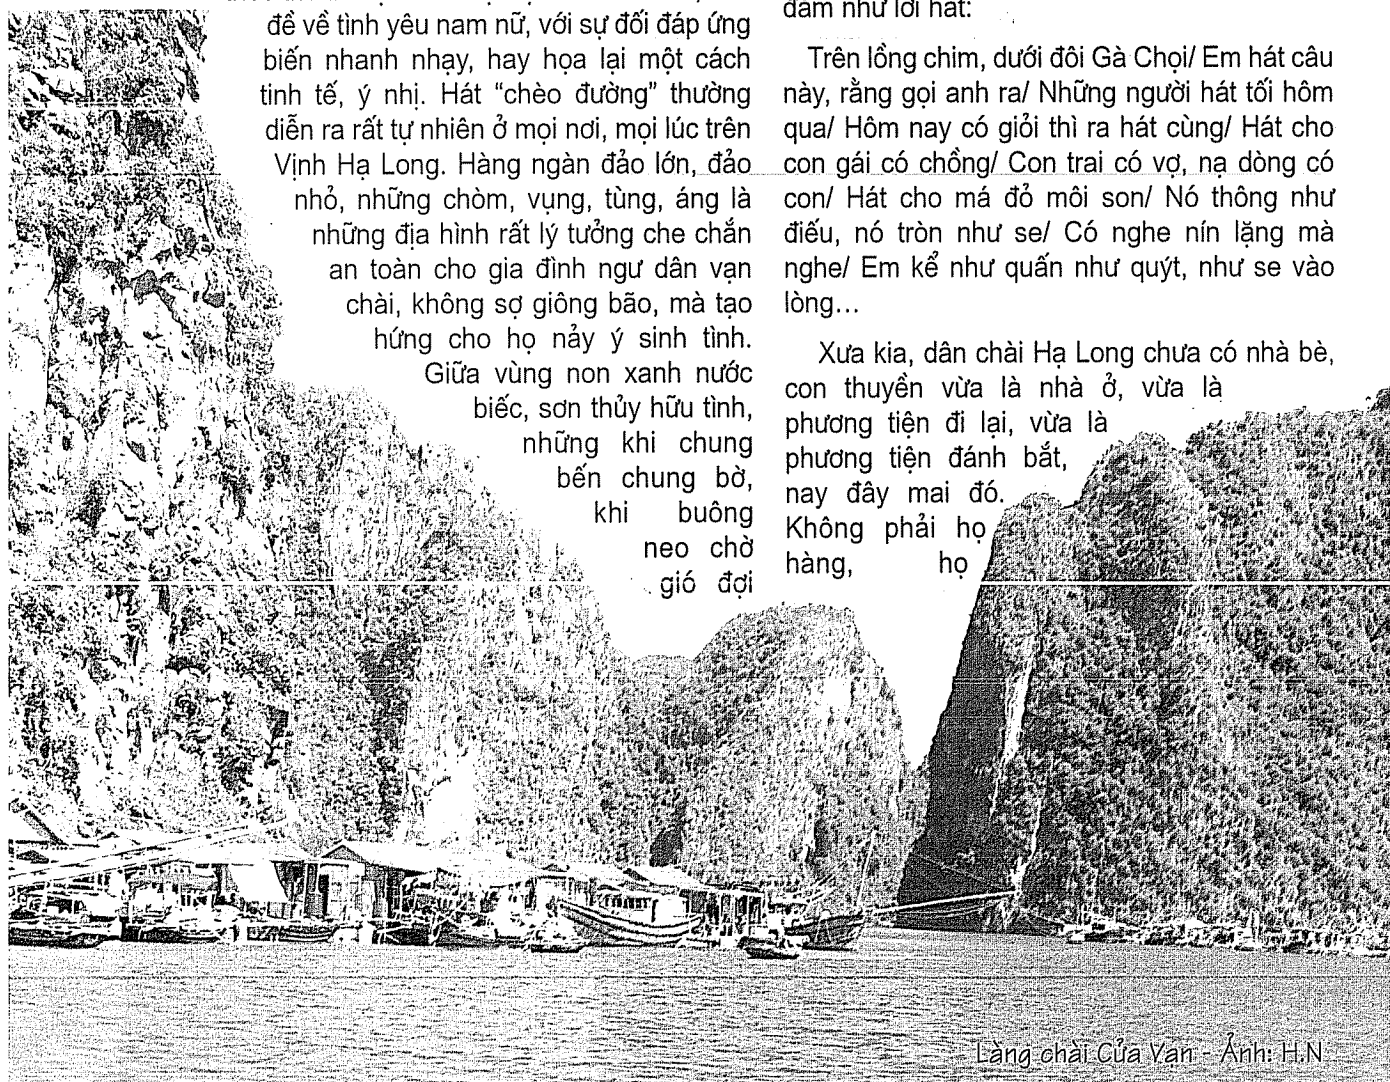 đề về tình yêu nam nữ, với sự đối đáp ứng
biến nhanh nhạy, hay họa lại một cách
tinh tế, ý nhị. Hát “chèo đường” thường
diễn ra rất tự nhiên ở mọi nơi, mọi lúc trên
Vịnh Hạ Long. Hàng ngàn đảo lớn, đảo
nhỏ, những chòm, vụng, tùng, áng là
những địa hình rất lý tưởng che chắn
an toàn cho gia đình ngư dân vạn
chài, không sợ giông bão, mà tạo
hứng cho họ nảy ý sinh tình.
Giữa vùng non xanh nước
biếc, sơn thủy hữu tình,
những khi chung
bến chung bờ,
khi buông
neo chờ
gió đợi
đắm như lời hát:
Trên lồng chim, dưới đôi Gà Chọi/ Em hát câu
này, rằng gọi anh ra/ Những người hát tối hôm
qua/ Hôm nay có giỏi thì ra hát cùng/ Hát cho
con gái có chồng/ Con trai có vợ, nạ dòng có
con/ Hát cho má đỏ môi son/ Nó thông như
điếu, nó tròn như se/ Có nghe nín lặng mà
nghe/ Em kể như quấn như quýt, như se vào
lòng...
Xưa kia, dân chài Hạ Long chưa có nhà bè,
con thuyền vừa là nhà ở, vừa là
phương tiện đi lại, vừa là
phương tiện đánh bắt,
nay đây mai đó.
Không phải họ
hàng, họ
Làng chài Cửa Vạn - Ảnh: H.N